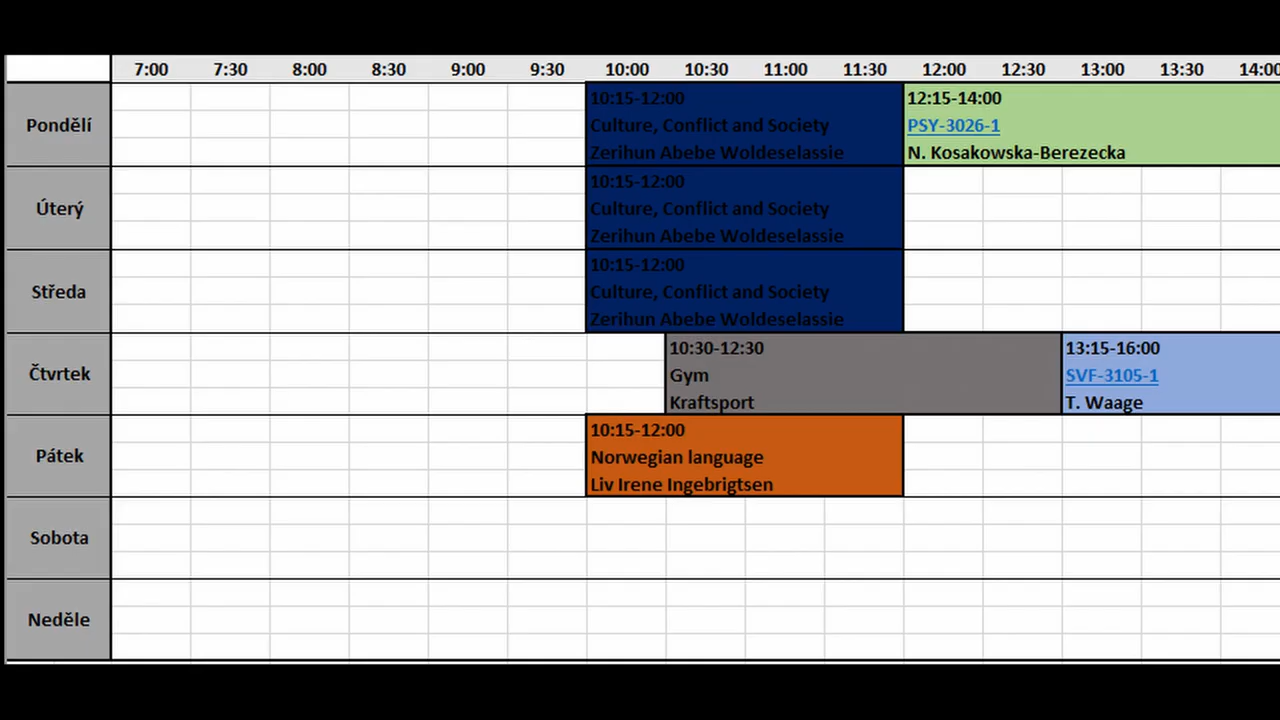 7:00 7:30 8:00 8:30 9:00 9:30 10:00 10:30 11:00 11:30 12:00 12:30 13:00 13:30 14:00
Pondělí
10:15-12:00
Culture, Conflict and Society
Zerihun Abebe Woldeselassie
12:15-14:00
PSY-3026-1
N. Kosakowska-Berezecka
Úterý
10:15-12:00
Culture, Conflict and Society
Zerihun Abebe Woldeselassie
Středa
10:15-12:00
Culture, Conflict and Society
Zerihun Abebe Woldeselassie
Čtvrtek
10:30-12:30
Gym
Kraftsport
13:15-16:00
SVF-3105-1
T. Waage
Pátek
10:15-12:00
Norwegian language
Liv Irene Ingebrigtsen
Sobota
Neděle